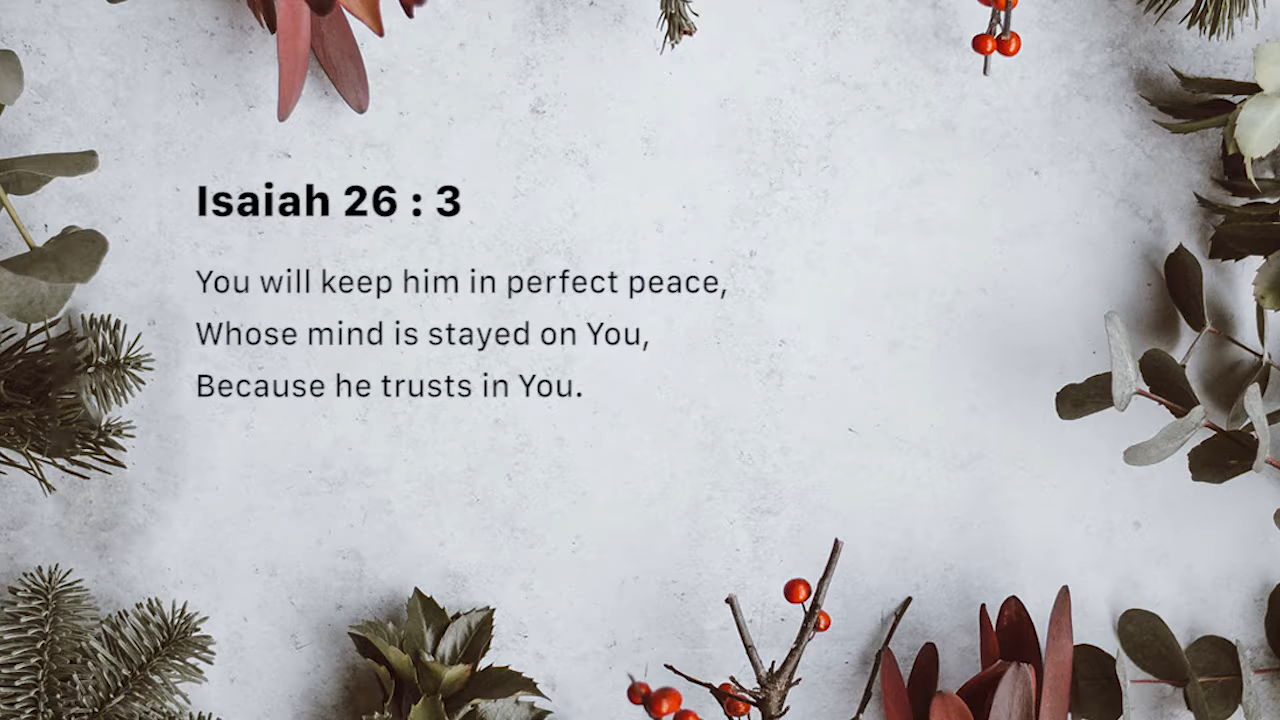 Isaiah 26 : 3
You will keep him in perfect peace,
Whose mind is stayed on You,
Because he trusts in You.